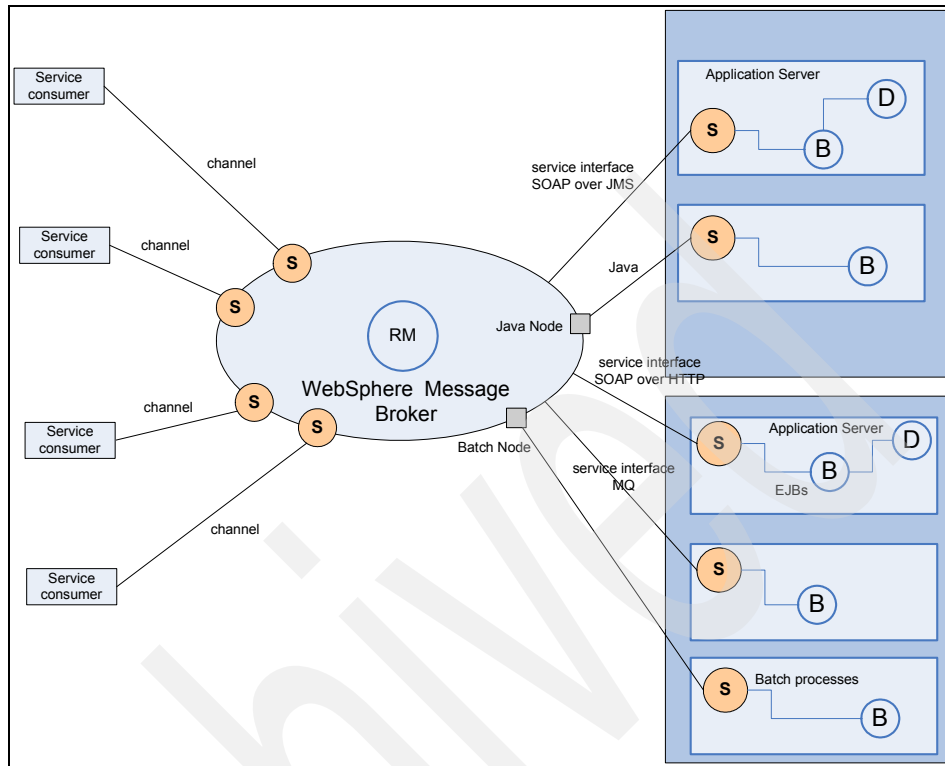 Service
consumer
channel
Service
consumer
channel
S
S
RM
WebSphere Message
Broker
Service
consumer
channel
S
S
Service
consumer
channel
service interface
SOAP over JMS
Java
Java Node
service interface
SOAP over HTTP
Batch Node
service interface
MQ
Application Server
S
B
D
S
B
Application Server
S
B
D
EJBs
S
B
S
Batch processes
B
hived